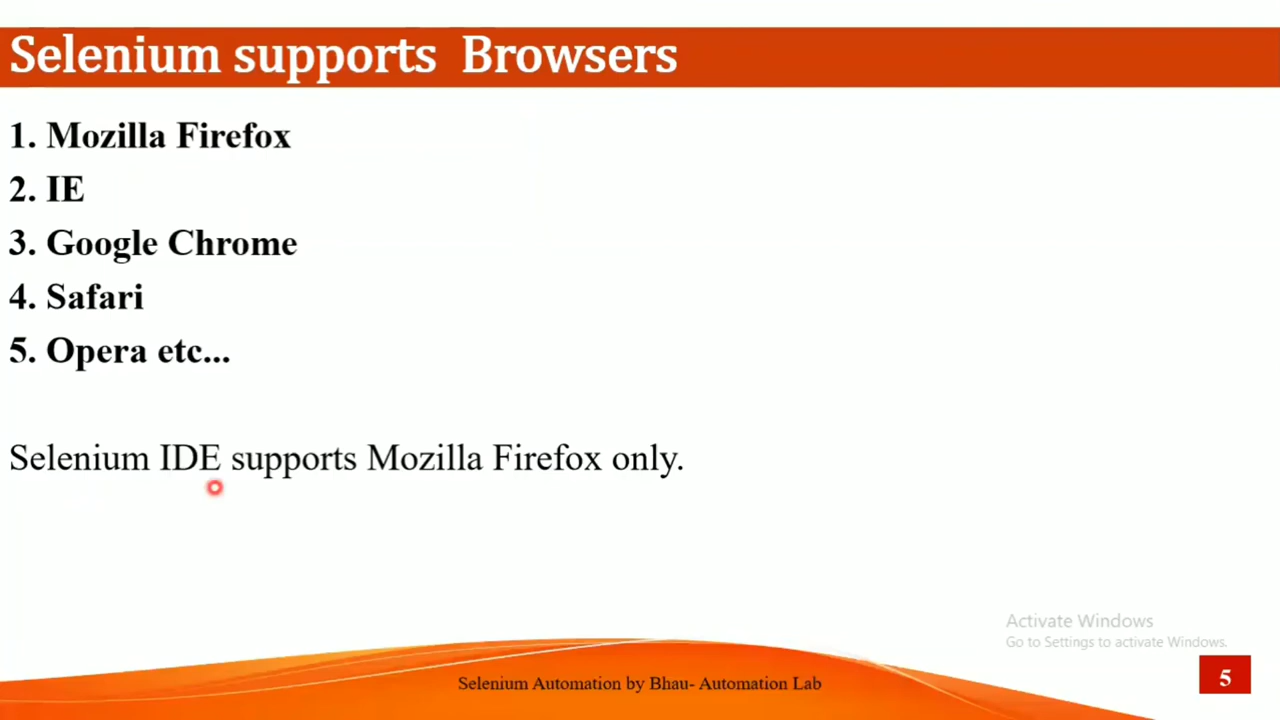 Selenium supports Browsers
1. Mozilla Firefox
2. IE
3. Google Chrome
4. Safari
5. Opera etc...
Selenium IDE supports Mozilla Firefox only.
Activate Windows
Go to Settings to activate Windows.
Selenium Automation by Bhau- Automation Lab
5